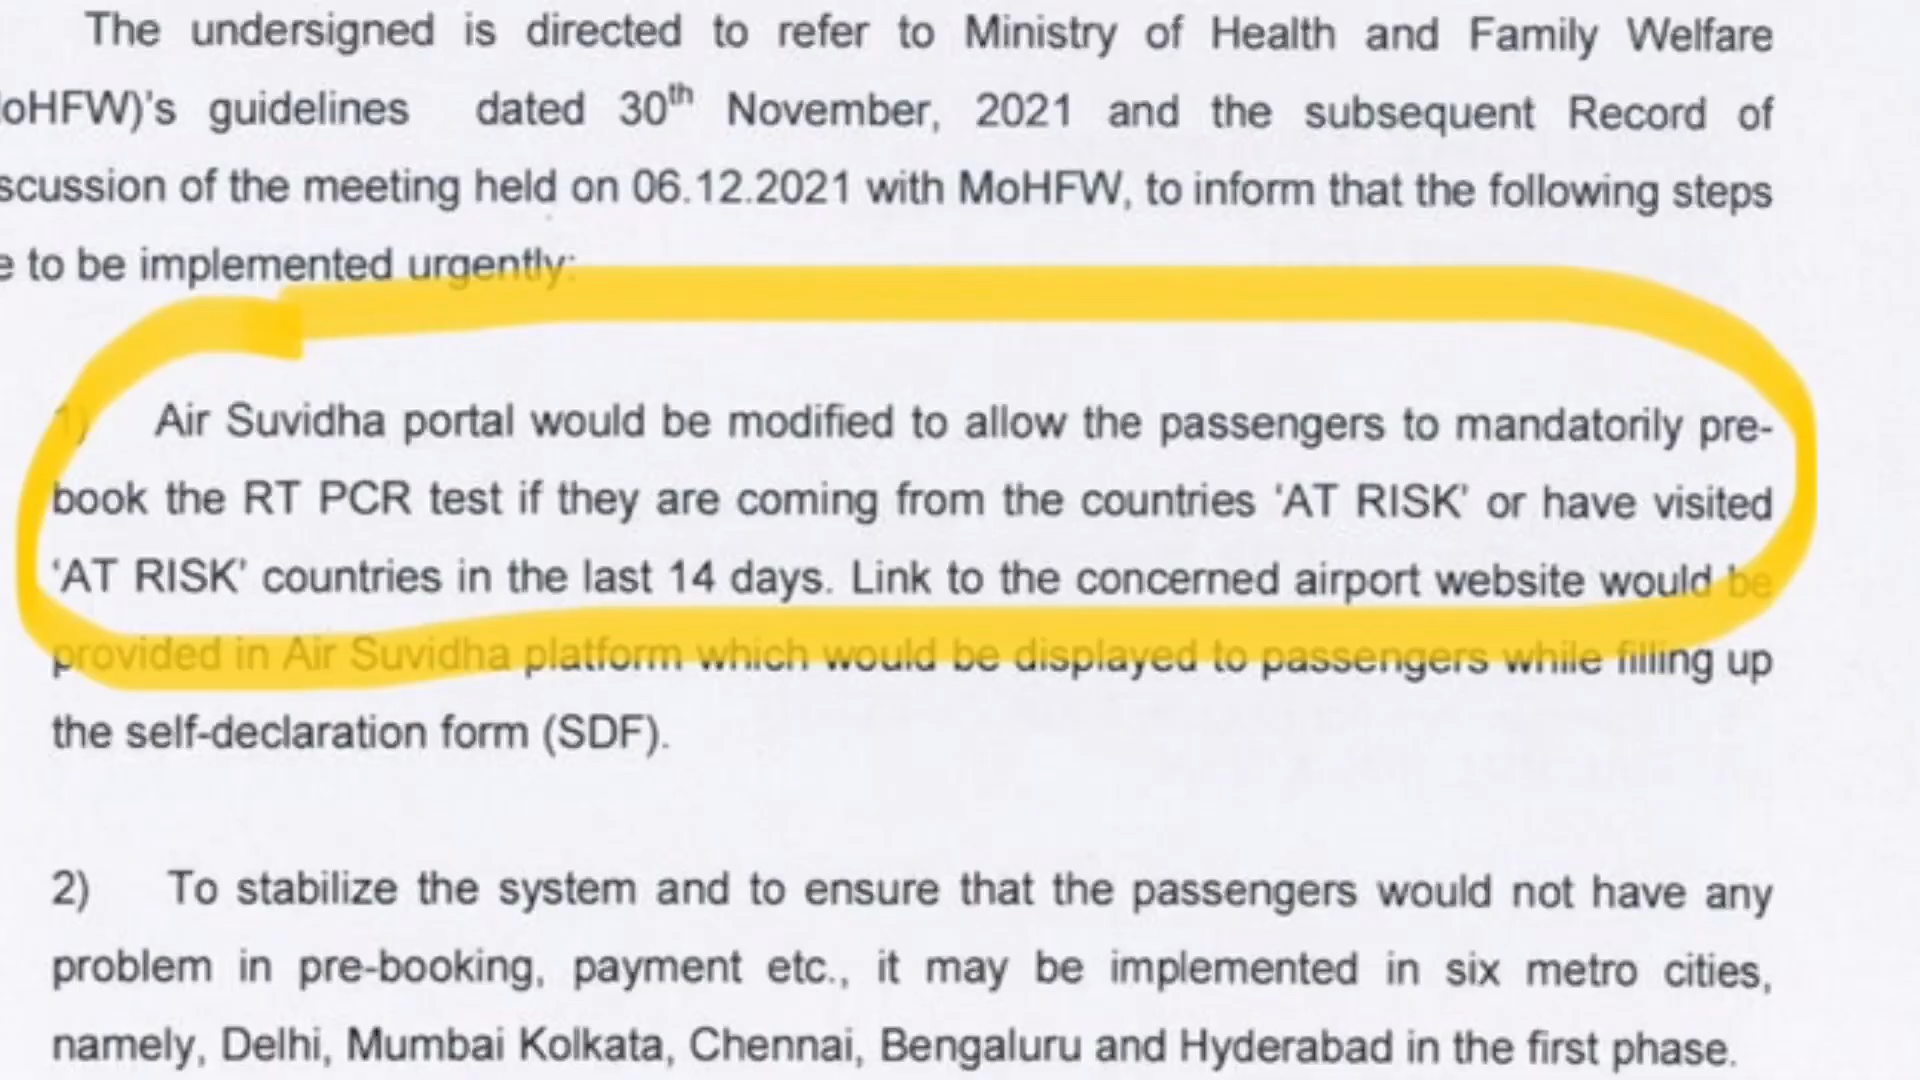 The undersigned is directed to refer to Ministry of Health and Family Welfare
oHFW)'s guidelines dated 30th November, 2021 and the subsequent Record of
scussion of the meeting held on 06.12.2021 with MoHFW, to inform that the following steps
e to be implemented urgently:
1) Air Suvidha portal would be modified to allow the passengers to mandatorily pre-
book the RT PCR test if they are coming from the countries ‘AT RISK’ or have visited
‘AT RISK’ countries in the last 14 days. Link to the concerned airport website would be
provided in Air Suvidha platform which would be displayed to passengers while filling up
the self-declaration form (SDF).
2) To stabilize the system and to ensure that the passengers would not have any
problem in pre-booking, payment etc., it may be implemented in six metro cities,
namely, Delhi, Mumbai Kolkata, Chennai, Bengaluru and Hyderabad in the first phase.